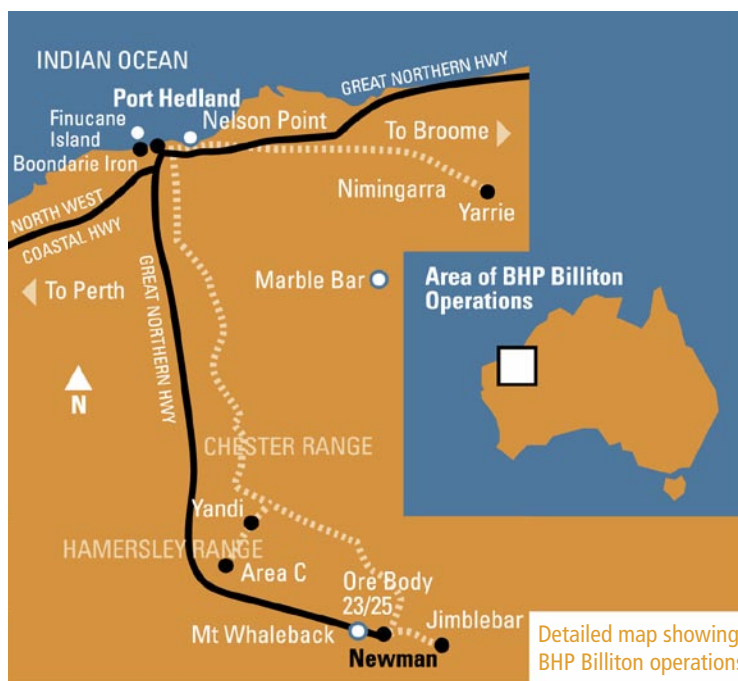 INDIAN OCEAN
GREAT NORTHERN HWY
Port Hedland
Finucane
Island
Nelson Point
To Broome
Boondarie Iron
Nimingarra
Yarrie
NORTH WEST
COASTAL HWY
To Perth
GREAT NORTHERN HWY
Marble Bar
Area of BHP Billiton
Operations
N
CHESTER RANGE
Yandi
HAMERSLEY RANGE
Area C
Ore Body
23/25
Mt Whaleback
Jimblebar
Newman
Detailed map showing
BHP Billiton operations